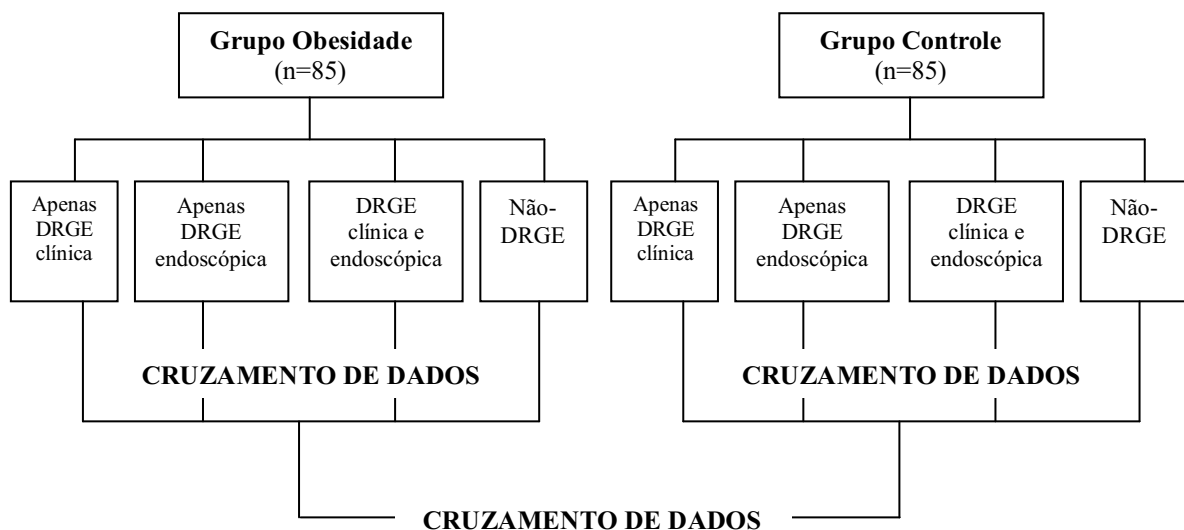 Grupo Obesidade
(n=85)
Grupo Controle
(n=85)
Apenas
DRGE
clínica
Apenas
DRGE
endoscópica
DRGE
clínica e
endoscópica
Não-
DRGE
Apenas
DRGE
clínica
Apenas
DRGE
endoscópica
DRGE
clínica e
endoscópica
Não-
DRGE
CRUZAMENTO DE DADOS
CRUZAMENTO DE DADOS
CRUZAMENTO DE DADOS